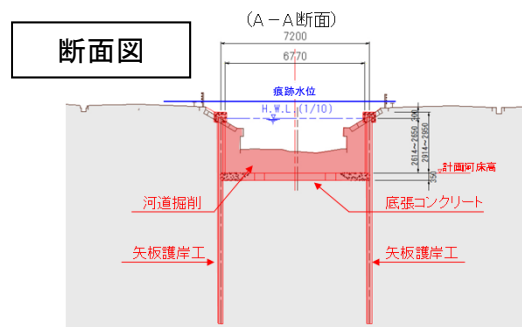 断面図
(A-A断面)
7200
6770
痕跡水位
H.W.L.(1/10)
300
2614~2650
2914~2950
計画河床高
350
河道掘削
底張コンクリート
矢板護岸工
矢板護岸工